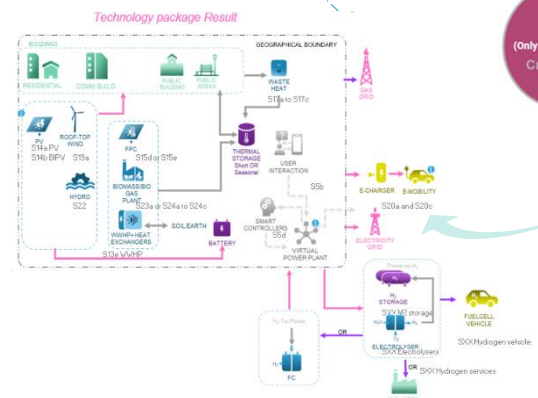 Technology package Result
BUILDINGS
GEOGRAPHICAL BOUNDARY
RESIDENTIAL
COMM BUILD
PUBLIC
BUILDING
PUBLIC
AREAS
WASTE
HEAT
S17a to S17c
GAS
GRID
(Only
PV
S14a PV
S14b BIPV
ROOF-TOP
WIND
S19a
FPC
S15d or S15e
HYDRO
S22
BIOMASS/BIO
GAS
PLANT
S23a or S24a to S24c
THERMAL
STORAGE
Short OR
Seasonal
USER
INTERACTION
S5b
E-CHARGER
E-MOBILITY
S20a and S20c
WWHP+HEAT
EXCHANGERS
SOIL EARTH
S13e WWHP
BATTERY
SMART
CONTROLLERS
S5d
VIRTUAL
POWER PLANT
ELECTRICITY
GRID
Power-to-H₂
H₂
H₂
STORAGE
SXX H2 storage
H₂O
H₂
ELECTROLYSER
SXX Electrolysers
FUELCELL
VEHICLE
SXX Hydrogen vehicle
H₂-To-Power
H₂
FC
OR
OR
SXX Hydrogen services